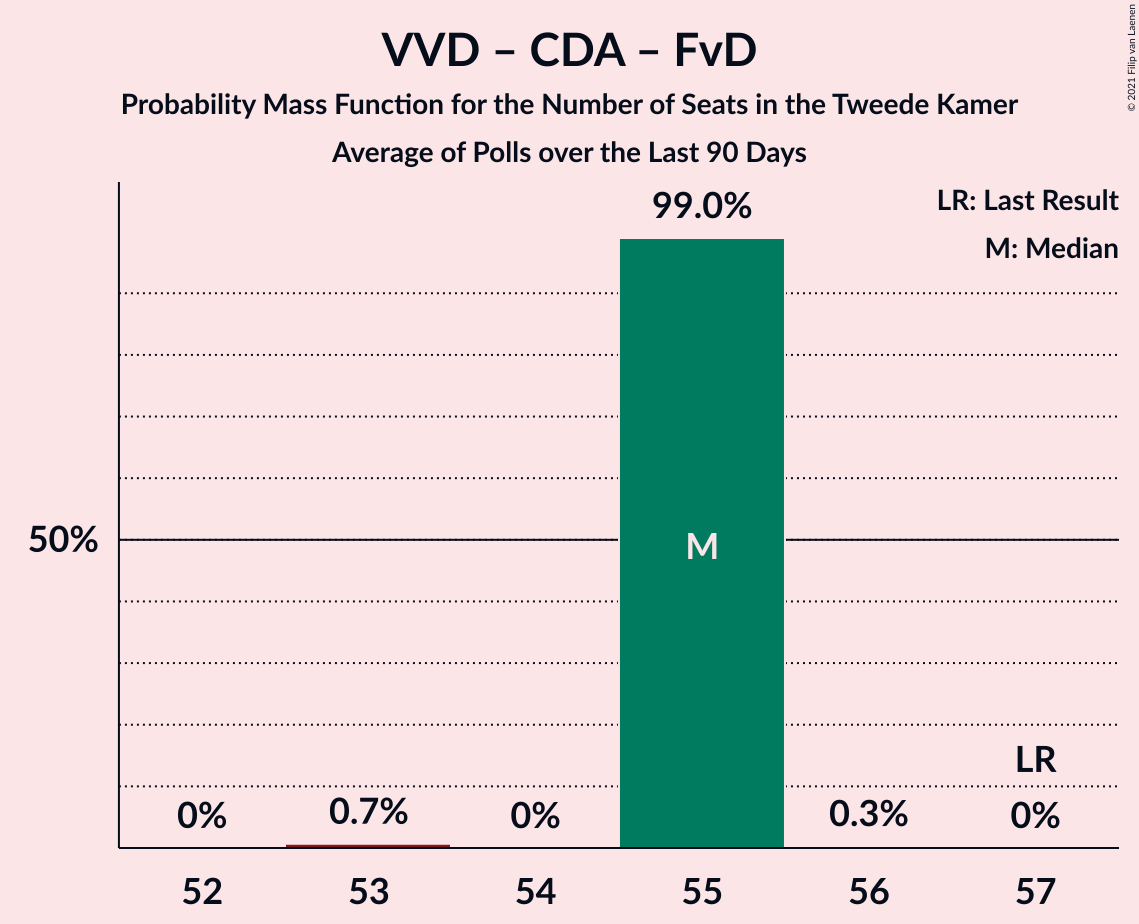 VVD – CDA – FvD
Probability Mass Function for the Number of Seats in the Tweede Kamer
Average of Polls over the Last 90 Days
© 2021 Filip van Laenen
LR: Last Result
M: Median
99.0%
50%
M
LR
0%
0.7%
0%
0.3%
0%
52
53
54
55
56
57